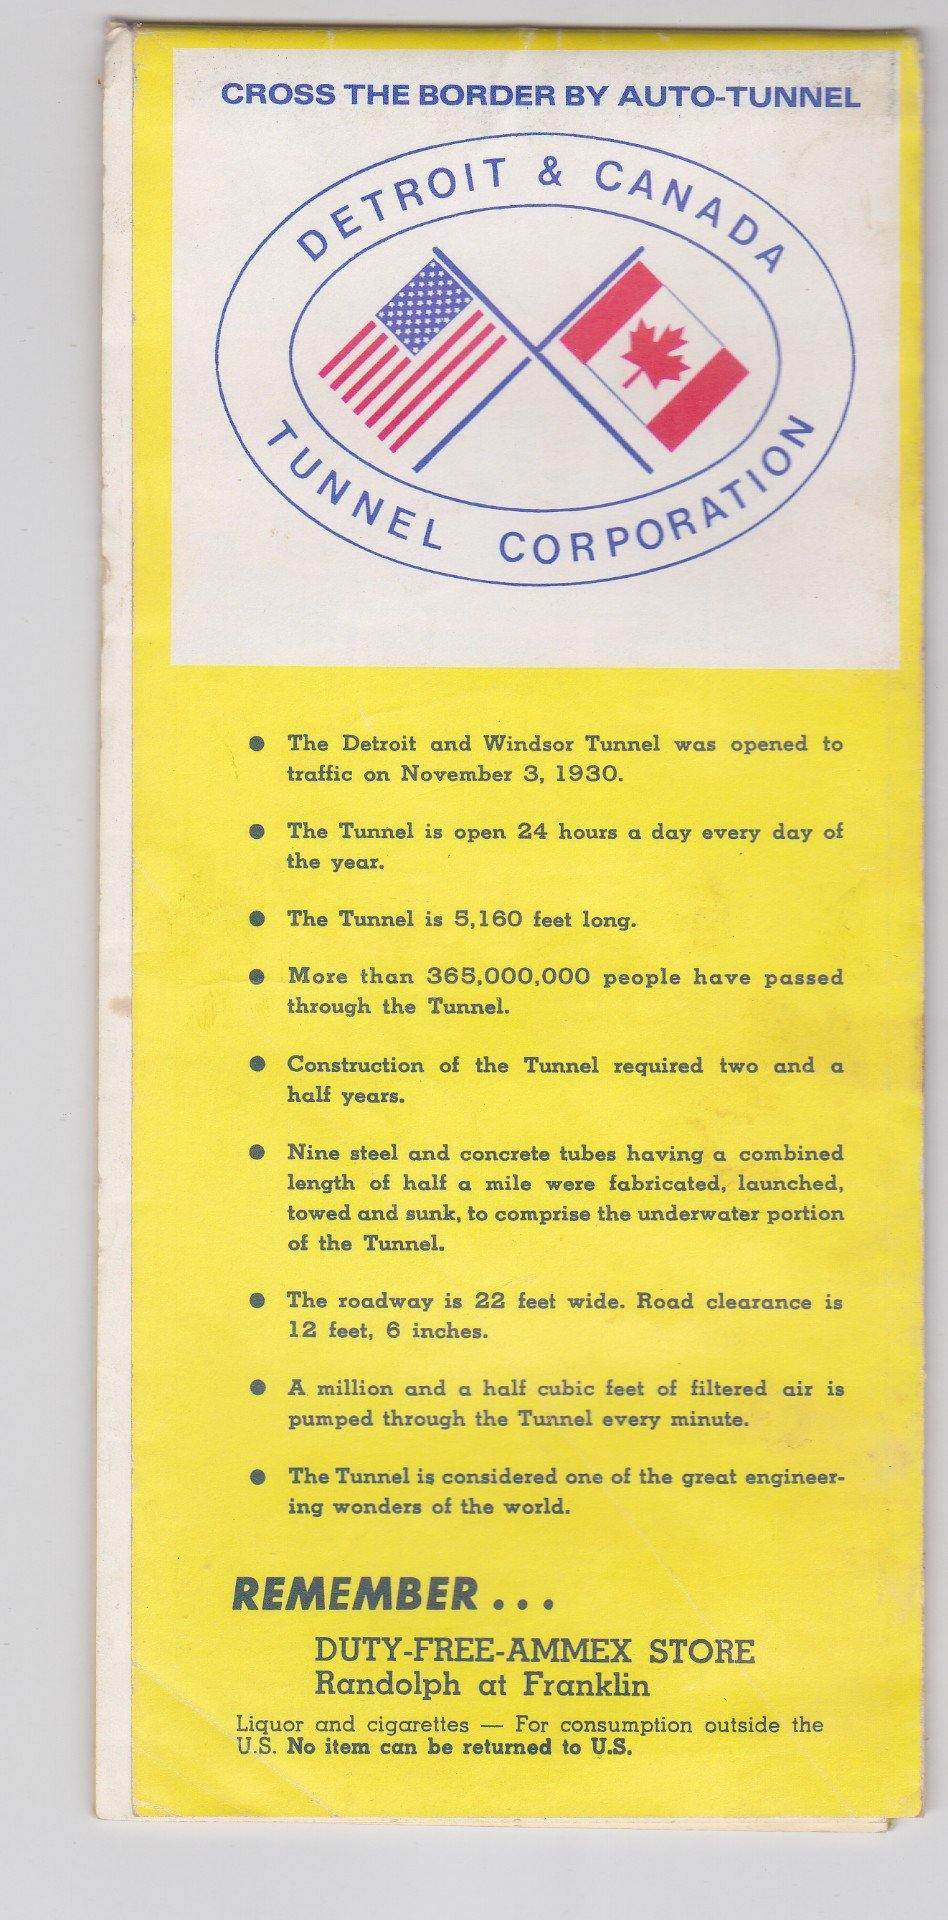 CROSS THE BORDER BY AUTO-TUNNEL
DETROIT & CANADA
TUNNEL CORPORATION
● The Detroit and Windsor Tunnel was opened to
traffic on November 3, 1930.
● The Tunnel is open 24 hours a day every day of
the year.
● The Tunnel is 5,160 feet long.
● More than 365,000,000 people have passed
through the Tunnel.
● Construction of the Tunnel required two and a
half years.
● Nine steel and concrete tubes having a combined
length of half a mile were fabricated, launched,
towed and sunk, to comprise the underwater portion
of the Tunnel.
● The roadway is 22 feet wide. Road clearance is
12 feet, 6 inches.
● A million and a half cubic feet of filtered air is
pumped through the Tunnel every minute.
● The Tunnel is considered one of the great engineer-
ing wonders of the world.
REMEMBER . . .
DUTY-FREE-AMMEX STORE
Randolph at Franklin
Liquor and cigarettes — For consumption outside the
U.S. No item can be returned to U.S.